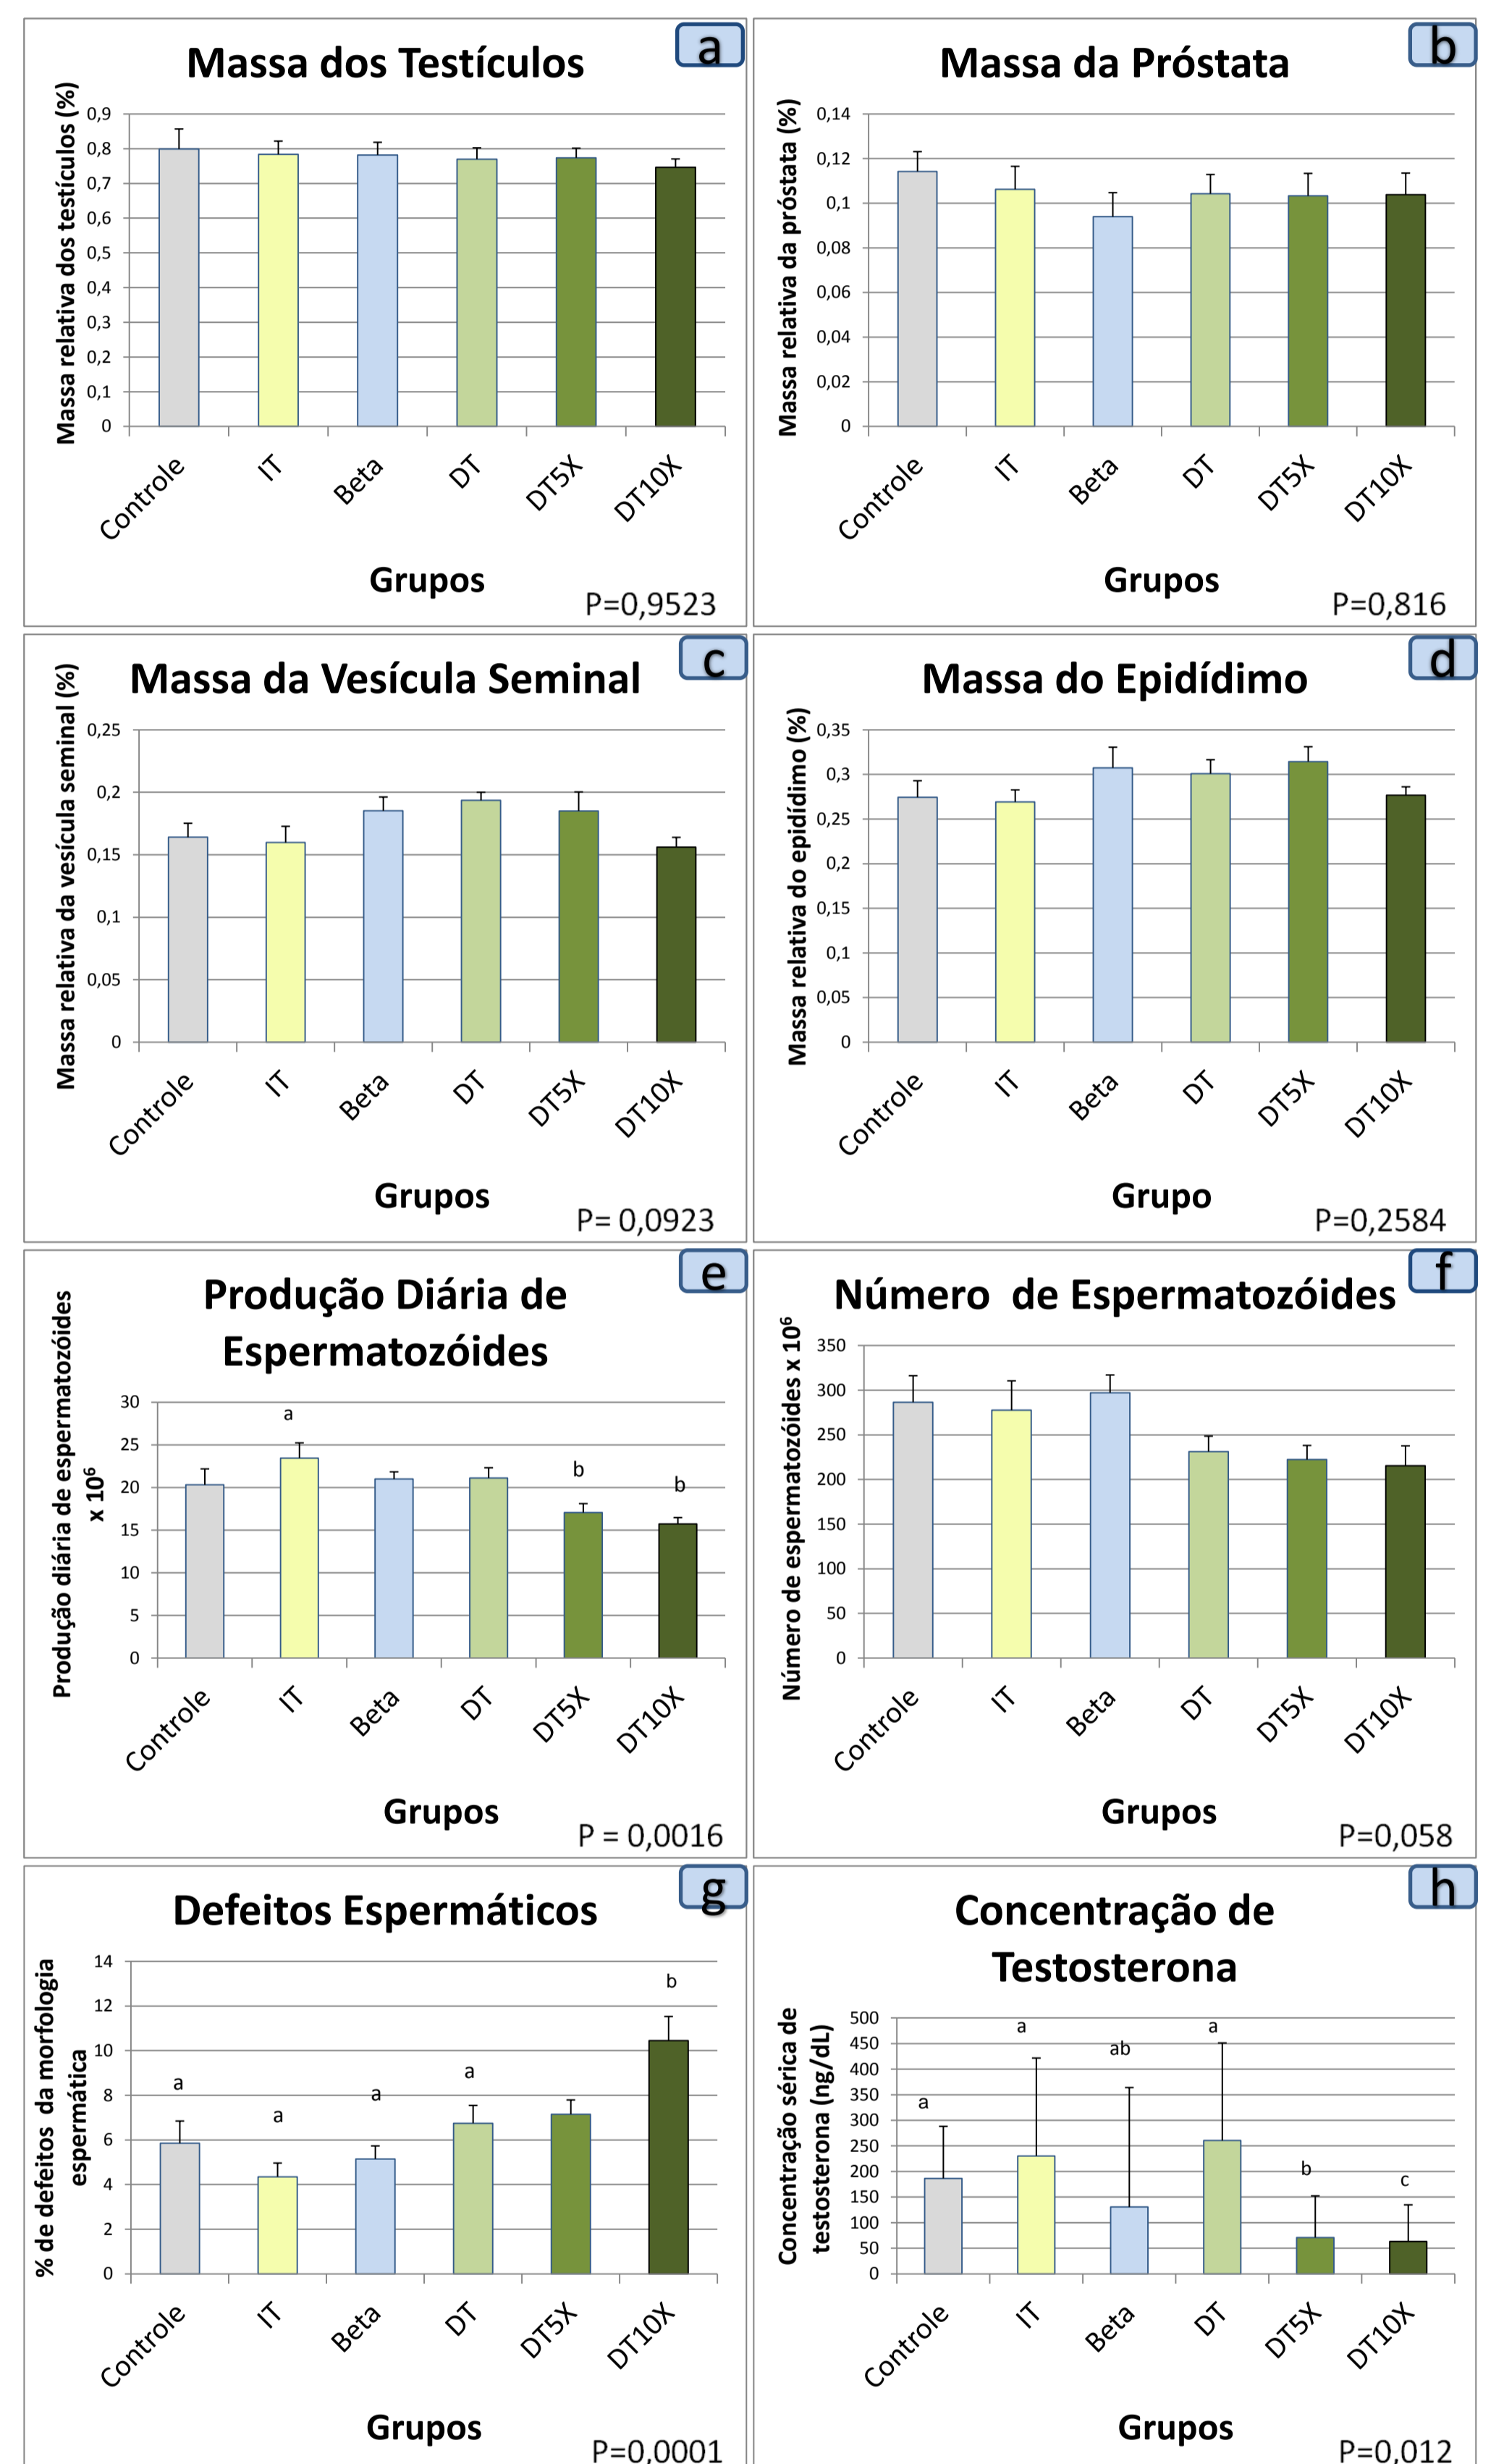 Massa dos Testículos
a
Massa relativa dos testículos (%)
0,9
0,8
0,7
0,6
0,5
0,4
0,3
0,2
0,1
0
Controle
IT
Beta
DT
DT5X
DT10X
Grupos
P=0,9523
Massa da Próstata
b
Massa relativa da próstata (%)
0,14
0,12
0,1
0,08
0,06
0,04
0,02
0
Controle
IT
Beta
DT
DT5X
DT10X
Grupos
P=0,816
Massa da Vesícula Seminal
c
Massa relativa da vesícula seminal (%)
0,25
0,2
0,15
0,1
0,05
0
Controle
IT
Beta
DT
DT5X
DT10X
Grupos
P= 0,0923
Massa do Epidídimo
d
Massa relativa do epidídimo (%)
0,35
0,3
0,25
0,2
0,15
0,1
0,05
0
Controle
IT
Beta
DT
DT5X
DT10X
Grupo
P=0,2584
Produção Diária de
Espermatozóides
e
Produção diária de espermatozóides
x 10⁶
30
25
20
15
10
5
0
a
b
b
Controle
IT
Beta
DT
DT5X
DT10X
Grupos
P = 0,0016
Número de Espermatozóides
f
Número de espermatozóides x 10⁶
350
300
250
200
150
100
50
0
Controle
IT
Beta
DT
DT5X
DT10X
Grupos
P=0,058
Defeitos Espermáticos
g
% de defeitos da morfologia
espermática
14
12
10
8
6
4
2
0
a
a
a
a
b
Controle
IT
Beta
DT
DT5X
DT10X
Grupos
P=0,0001
Concentração de
Testosterona
h
Concentração sérica de
testosterona (ng/dL)
500
450
400
350
300
250
200
150
100
50
0
a
a
ab
a
b
c
Controle
IT
Beta
DT
DT5X
DT10X
Grupos
P=0,012